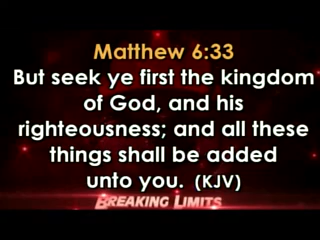 Matthew 6:33
But seek ye first the kingdom
of God, and his
righteousness; and all these
things shall be added
unto you. (KJV)
BREAKING LIMITS